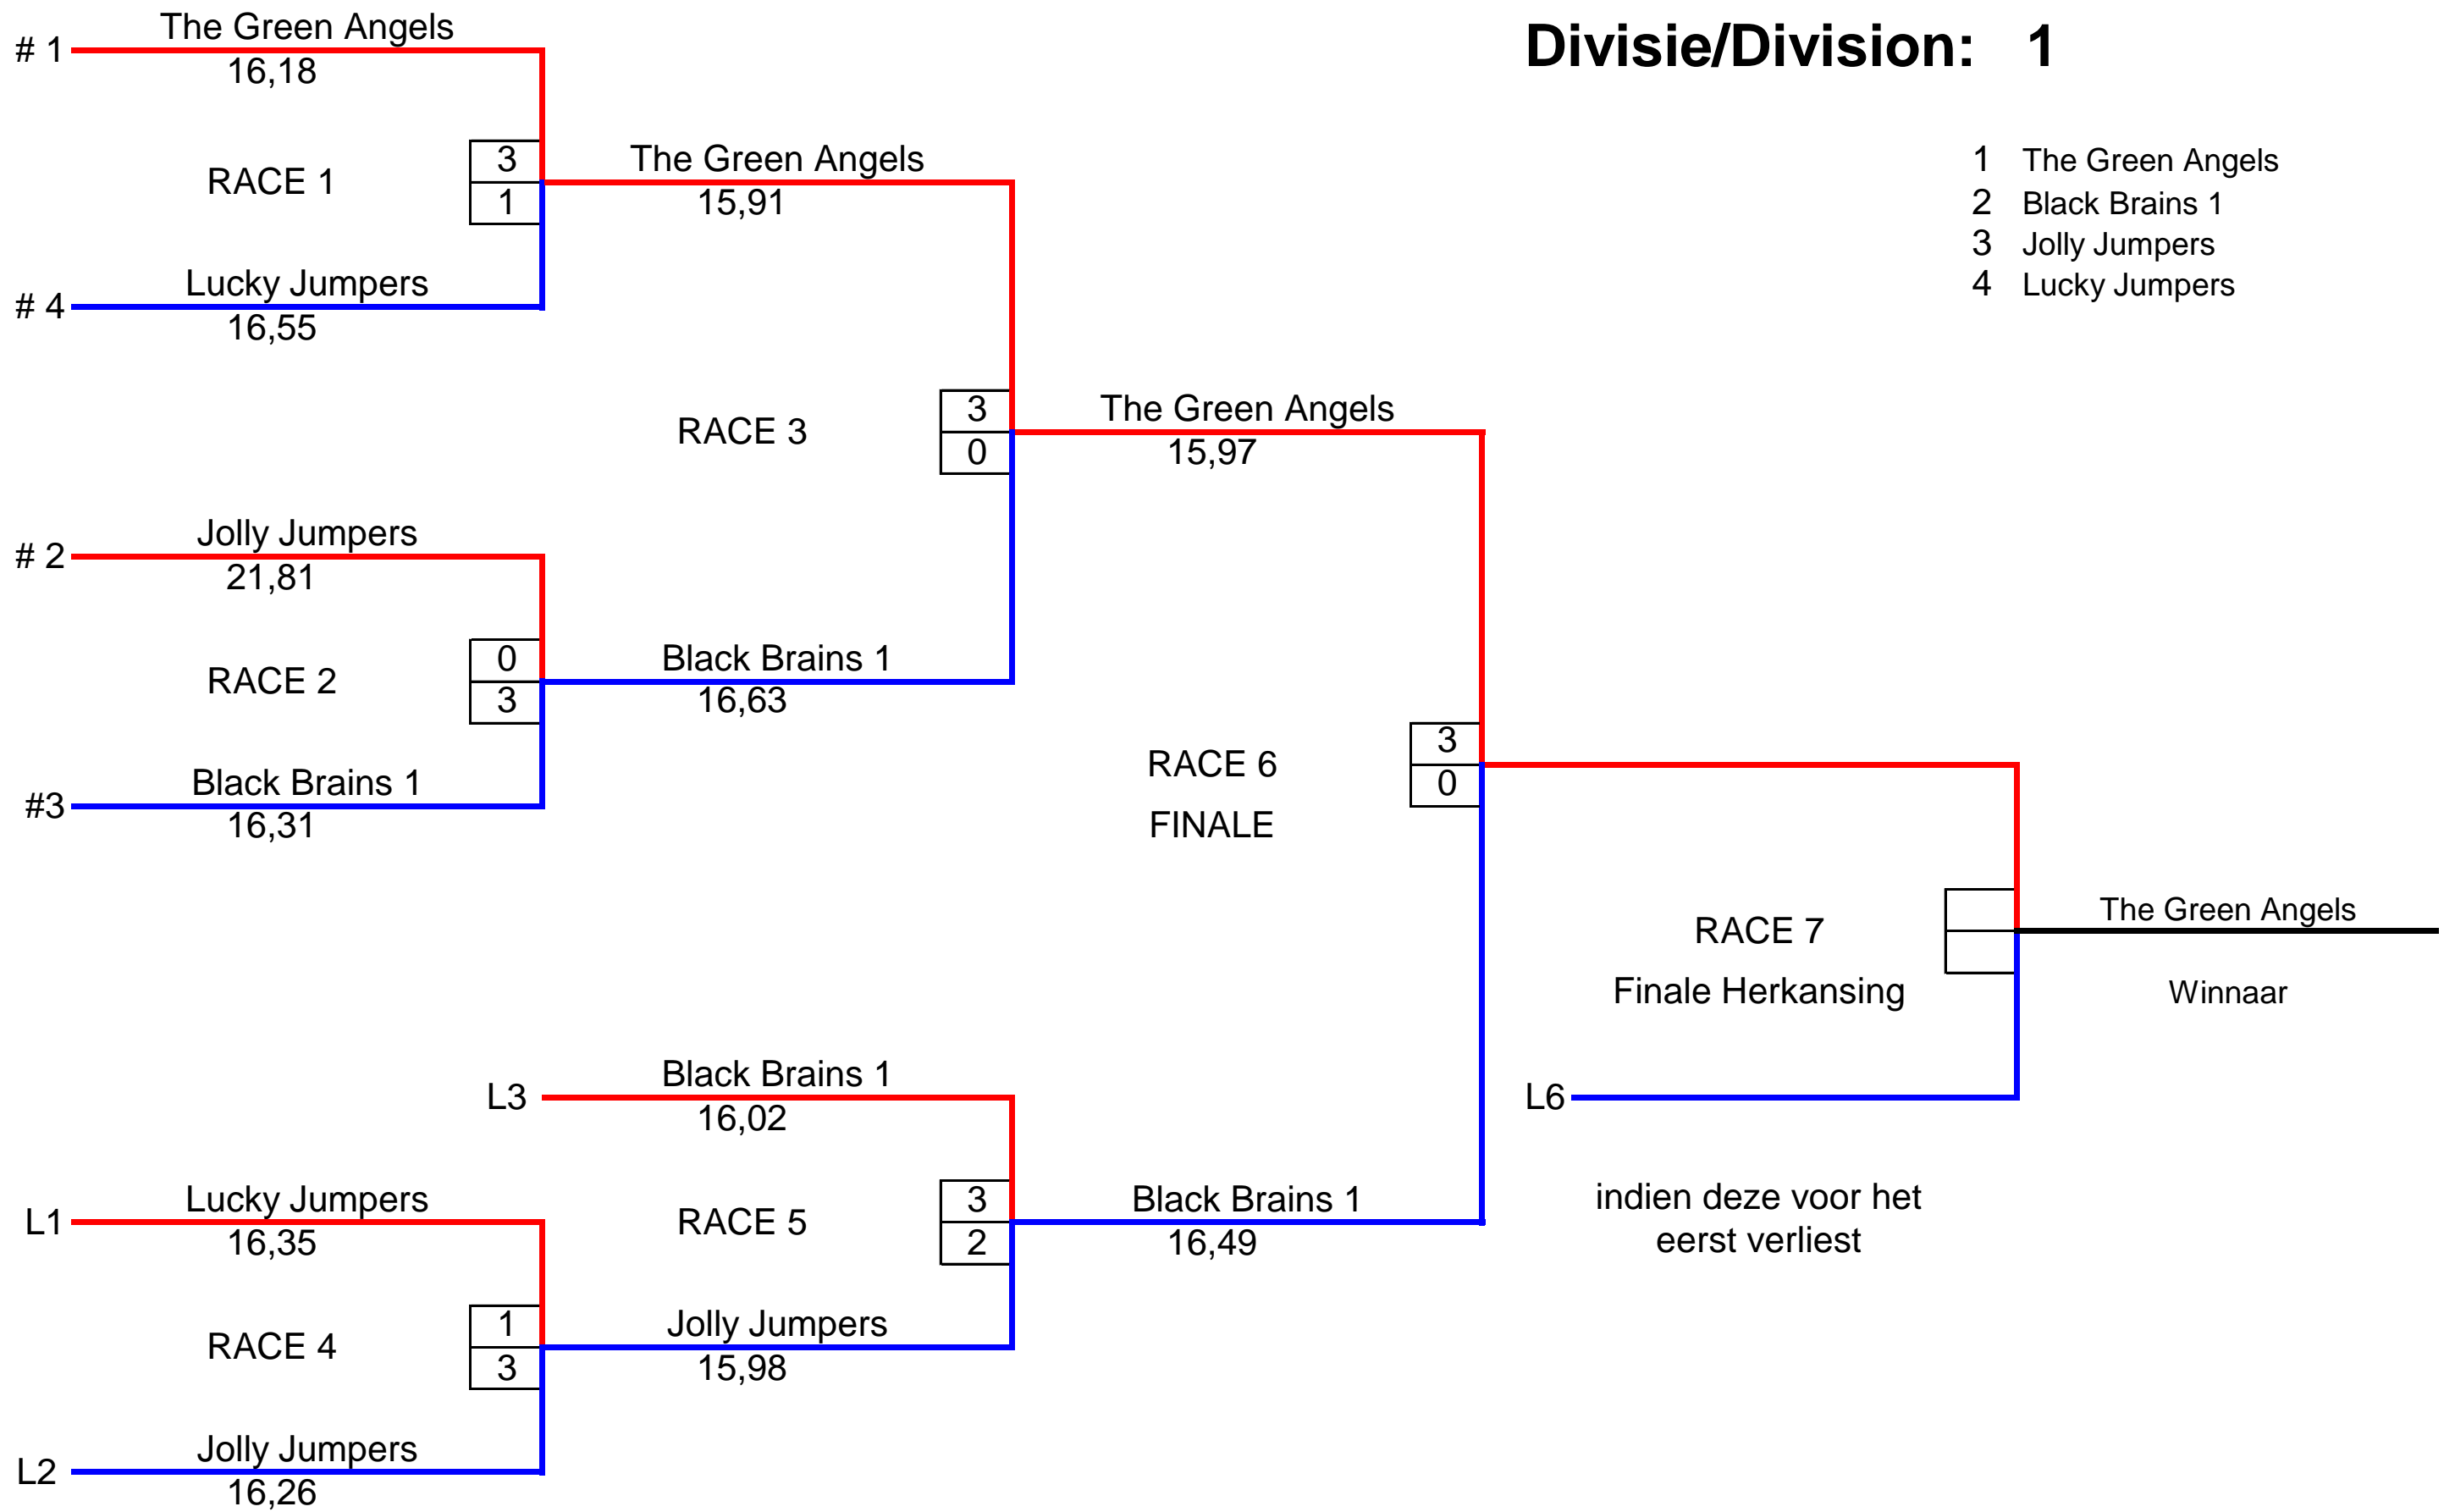 Divisie/Division: 1
1 The Green Angels
2 Black Brains 1
3 Jolly Jumpers
4 Lucky Jumpers
The Green Angels
# 1
16,18
RACE 1
3
1
Lucky Jumpers
# 4
16,55
The Green Angels
15,91
RACE 3
3
0
Jolly Jumpers
# 2
21,81
RACE 2
0
3
Black Brains 1
#3
16,31
Black Brains 1
16,63
The Green Angels
15,97
RACE 6
FINALE
3
0
RACE 7
Finale Herkansing
The Green Angels
Winnaar
L6
indien deze voor het
eerst verliest
L3
Black Brains 1
16,02
RACE 5
3
2
Black Brains 1
16,49
L1
Lucky Jumpers
16,35
RACE 4
1
3
Jolly Jumpers
15,98
L2
Jolly Jumpers
16,26